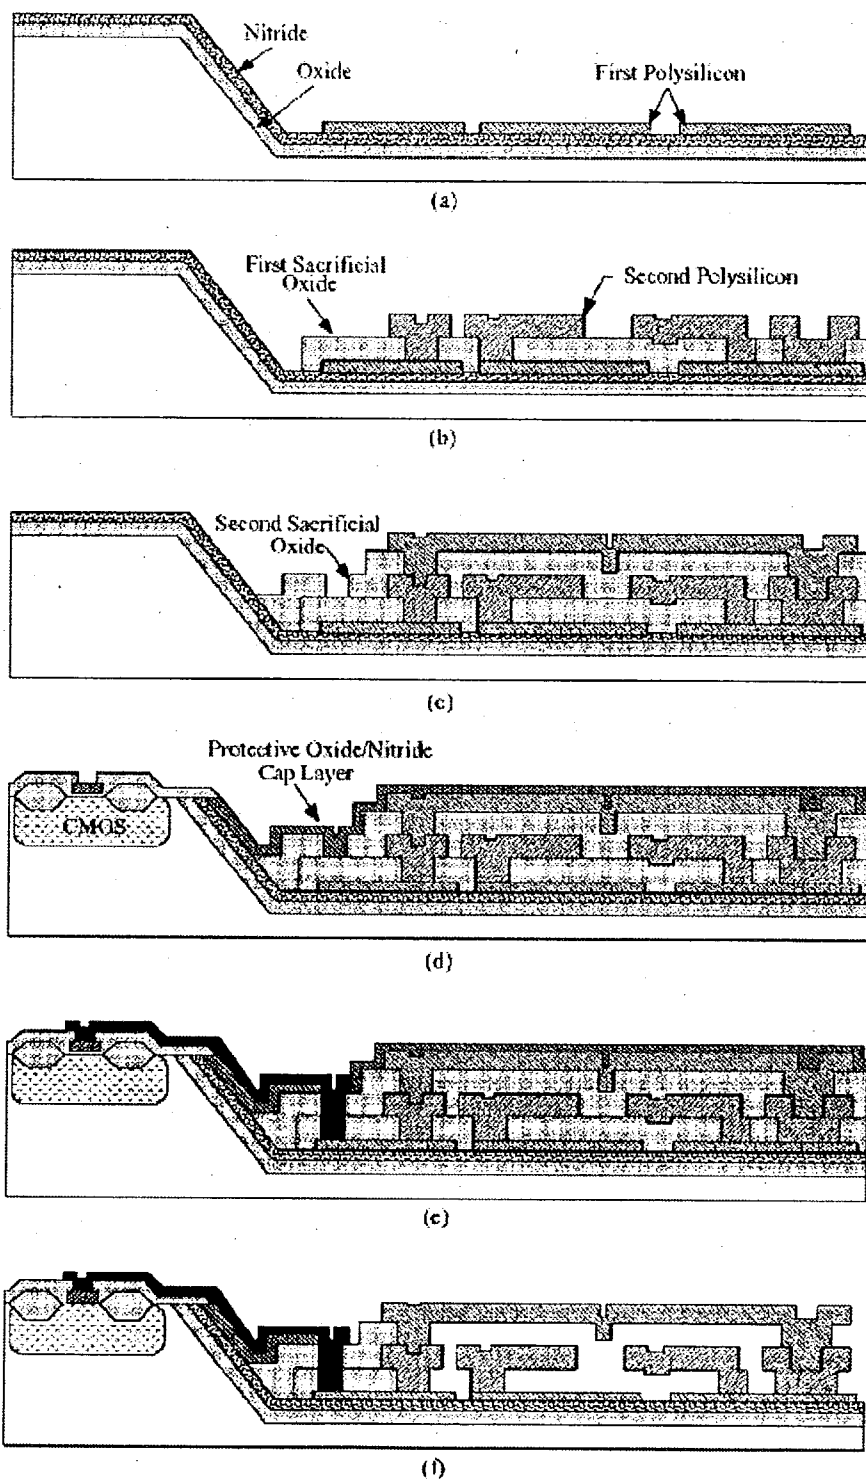 Nitride
Oxide
First Polysilicon
(a)
First Sacrificial
Oxide
Second Polysilicon
(b)
Second Sacrificial
Oxide
(c)
Protective Oxide/Nitride
Cap Layer
CMOS
(d)
(e)
(f)